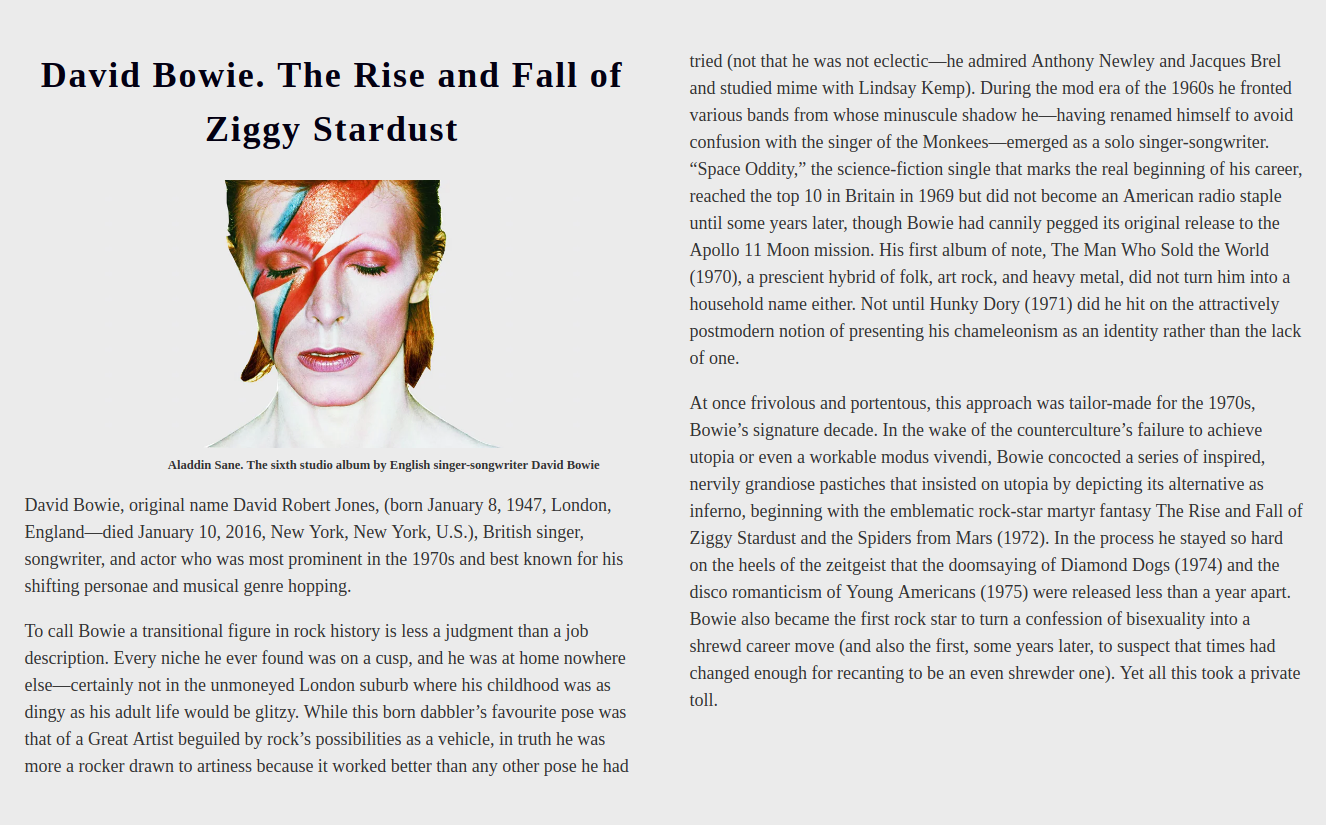 David Bowie. The Rise and Fall of
Ziggy Stardust
Aladdin Sane. The sixth studio album by English singer-songwriter David Bowie
David Bowie, original name David Robert Jones, (born January 8, 1947, London,
England—died January 10, 2016, New York, New York, U.S.), British singer,
songwriter, and actor who was most prominent in the 1970s and best known for his
shifting personae and musical genre hopping.
To call Bowie a transitional figure in rock history is less a judgment than a job
description. Every niche he ever found was on a cusp, and he was at home nowhere
else—certainly not in the unmoneyed London suburb where his childhood was as
dingy as his adult life would be glitzy. While this born dabbler’s favourite pose was
that of a Great Artist beguiled by rock’s possibilities as a vehicle, in truth he was
more a rocker drawn to artiness because it worked better than any other pose he had
tried (not that he was not eclectic—he admired Anthony Newley and Jacques Brel
and studied mime with Lindsay Kemp). During the mod era of the 1960s he fronted
various bands from whose minuscule shadow he—having renamed himself to avoid
confusion with the singer of the Monkees—emerged as a solo singer-songwriter.
“Space Oddity,” the science-fiction single that marks the real beginning of his career,
reached the top 10 in Britain in 1969 but did not become an American radio staple
until some years later, though Bowie had cannily pegged its original release to the
Apollo 11 Moon mission. His first album of note, The Man Who Sold the World
(1970), a prescient hybrid of folk, art rock, and heavy metal, did not turn him into a
household name either. Not until Hunky Dory (1971) did he hit on the attractively
postmodern notion of presenting his chameleonism as an identity rather than the lack
of one.
At once frivolous and portentous, this approach was tailor-made for the 1970s,
Bowie’s signature decade. In the wake of the counterculture’s failure to achieve
utopia or even a workable modus vivendi, Bowie concocted a series of inspired,
nervily grandiose pastiches that insisted on utopia by depicting its alternative as
inferno, beginning with the emblematic rock-star martyr fantasy The Rise and Fall of
Ziggy Stardust and the Spiders from Mars (1972). In the process he stayed so hard
on the heels of the zeitgeist that the doomsaying of Diamond Dogs (1974) and the
disco romanticism of Young Americans (1975) were released less than a year apart.
Bowie also became the first rock star to turn a confession of bisexuality into a
shrewd career move (and also the first, some years later, to suspect that times had
changed enough for recanting to be an even shrewder one). Yet all this took a private
toll.